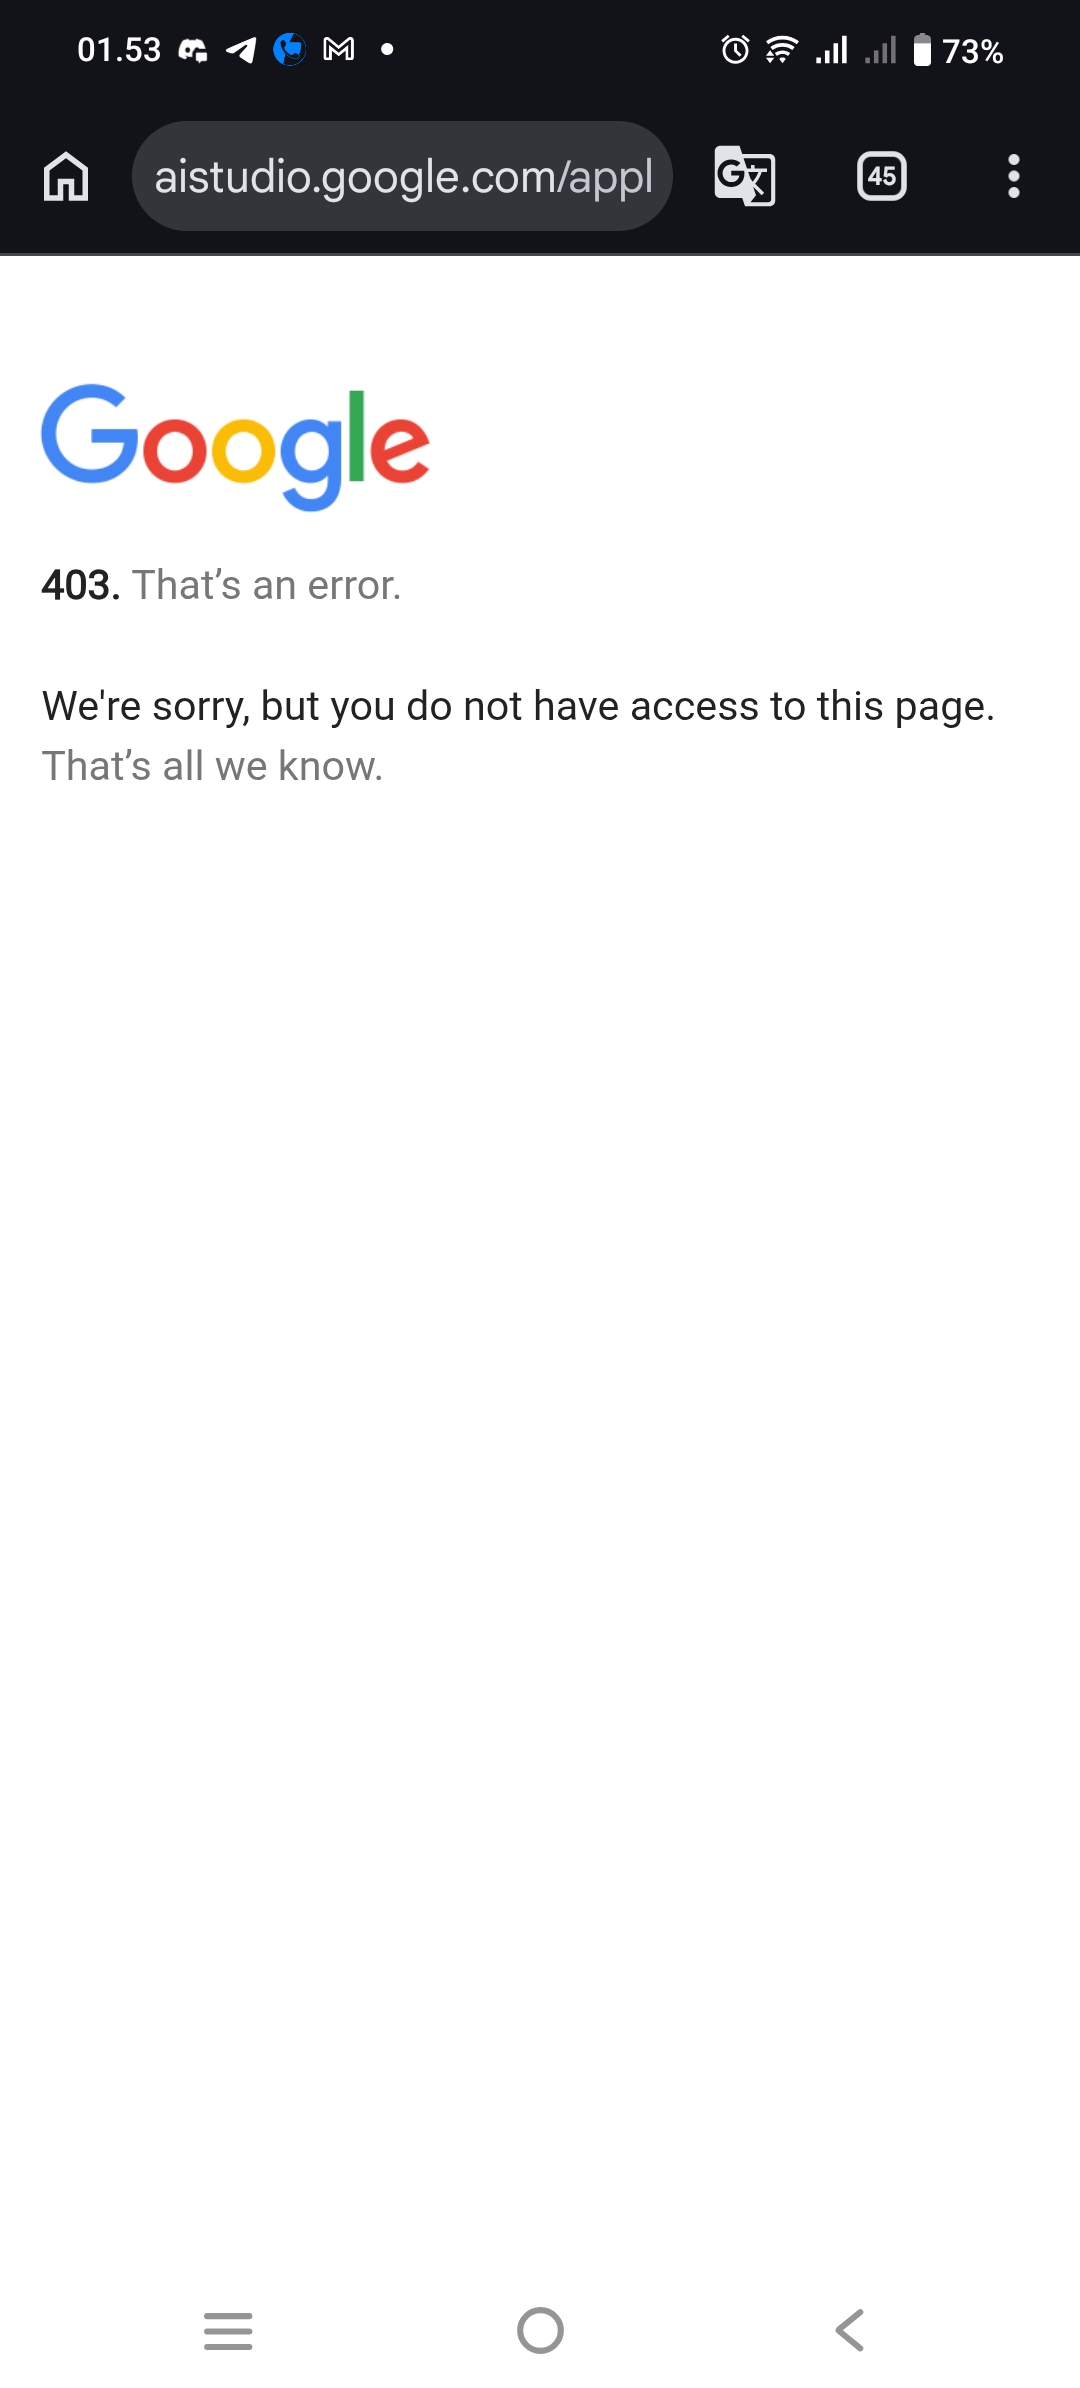 01.53
73%
aistudio.google.com/appl
45
Google
403. That’s an error.
We're sorry, but you do not have access to this page.
That’s all we know.